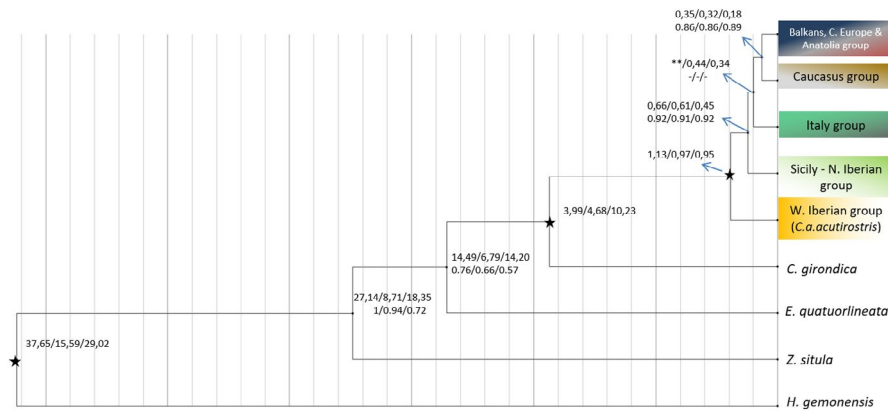 0,35/0,32/0,18
0.86/0.86/0.89
Balkans, C. Europe &
Anatolia group
**/0,44/0,34
-/-/-
Caucasus group
0,66/0,61/0,45
0.92/0.91/0.92
Italy group
1,13/0,97/0,95
Sicily - N. Iberian
group
3,99/4,68/10,23
W. Iberian group
(C.a.acutirostris)
14,49/6,79/14,20
0.76/0.66/0.57
C. girondica
27,14/8,71/18,35
1/0.94/0.72
E. quatuorlineata
37,65/15,59/29,02
Z. situla
H. gemonensis